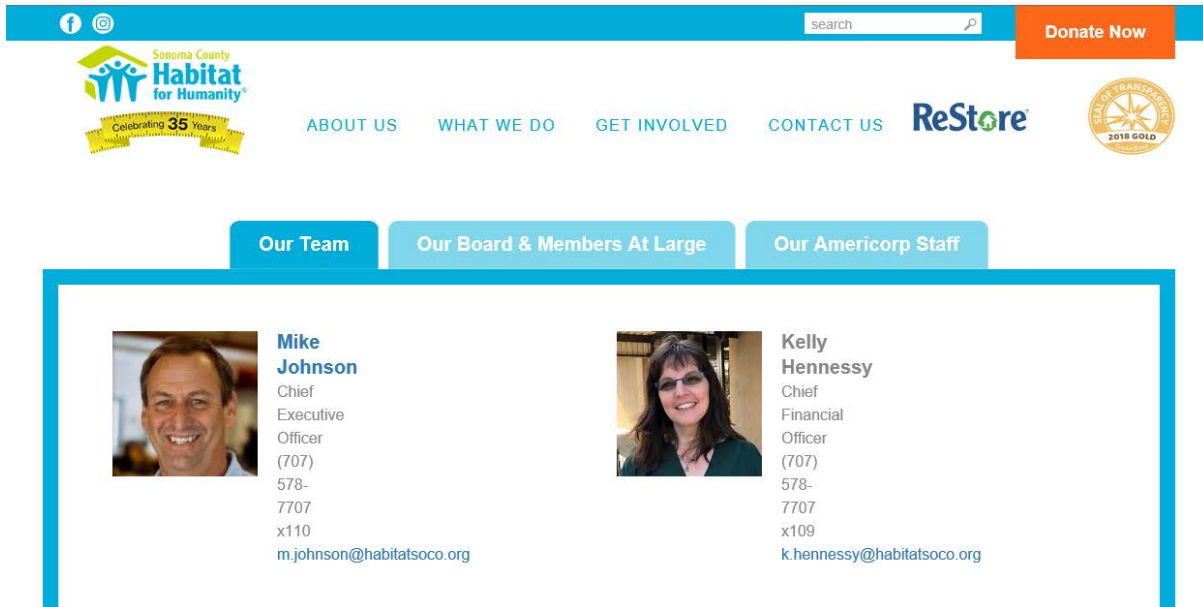 search
Donate Now
Sonoma County
Habitat
for Humanity®
Celebrating 35 Years
ABOUT US
WHAT WE DO
GET INVOLVED
CONTACT US
ReStore
SEAL OF TRANSPARENCY
2018 GOLD
GuideStar
Our Team
Our Board & Members At Large
Our Americorp Staff
Mike
Johnson
Chief
Executive
Officer
(707)
578-
7707
x110
m.johnson@habitatsoco.org
Kelly
Hennessy
Chief
Financial
Officer
(707)
578-
7707
x109
k.hennessy@habitatsoco.org